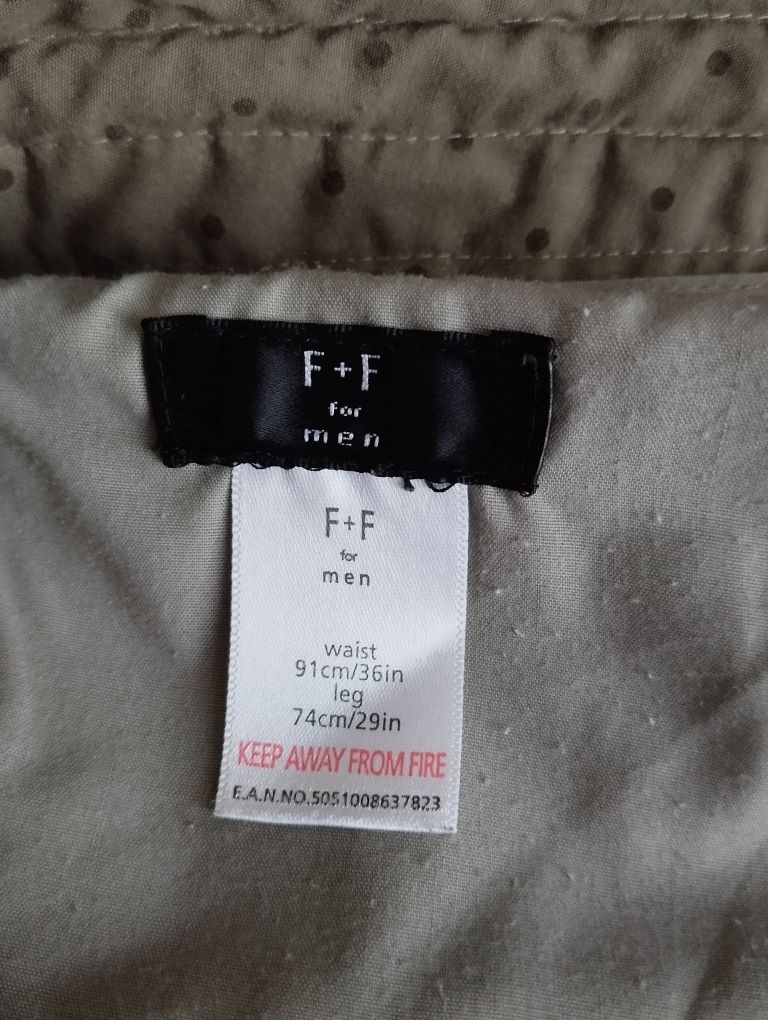 F+F
for
men
F+F
for
men
waist
91cm/36in
leg
74cm/29in
KEEP AWAY FROM FIRE
E.A.N.NO.5051008637823